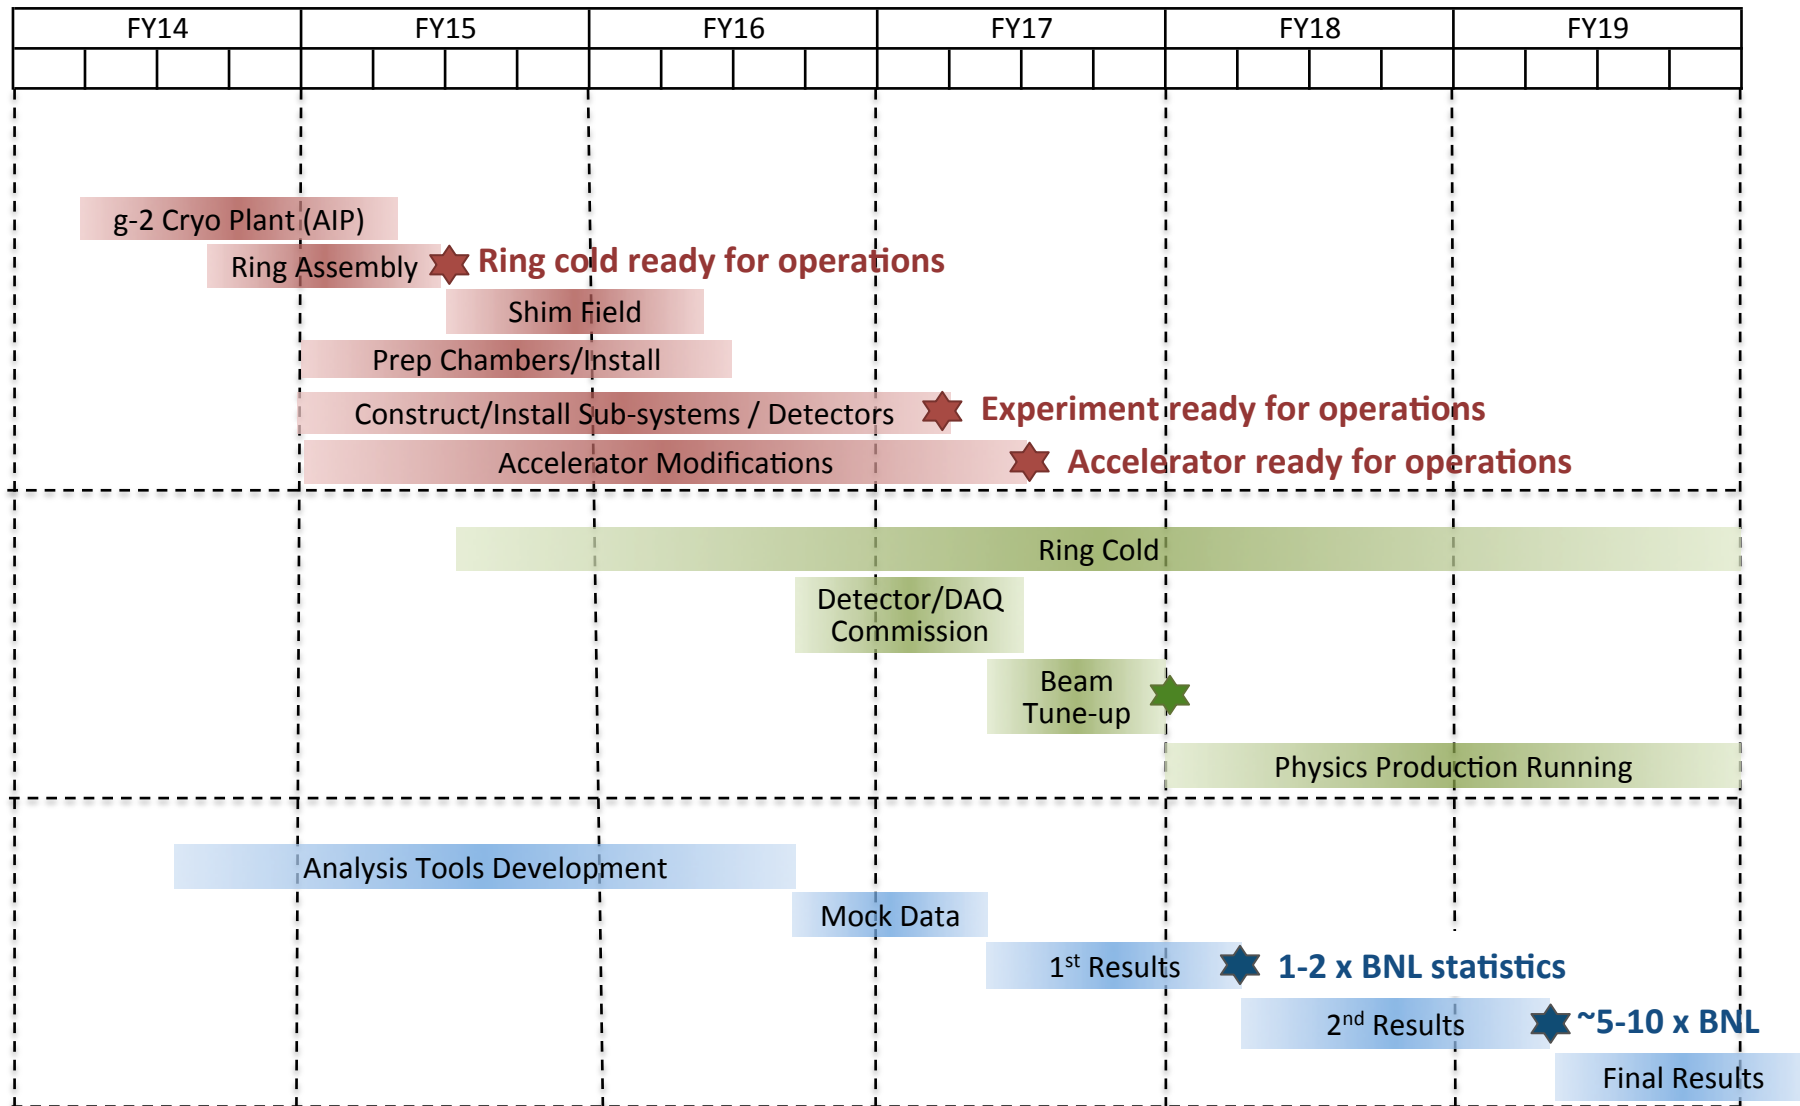 FY14 FY15 FY16 FY17 FY18 FY19
g-2 Cryo Plant (AIP)
Ring Assembly
Ring cold ready for operations
Shim Field
Prep Chambers/Install
Construct/Install Sub-systems / Detectors
Experiment ready for operations
Accelerator Modifications
Accelerator ready for operations
Ring Cold
Detector/DAQ
Commission
Beam
Tune-up
Physics Production Running
Analysis Tools Development
Mock Data
1st Results
1-2 x BNL statistics
2nd Results
~5-10 x BNL
Final Results